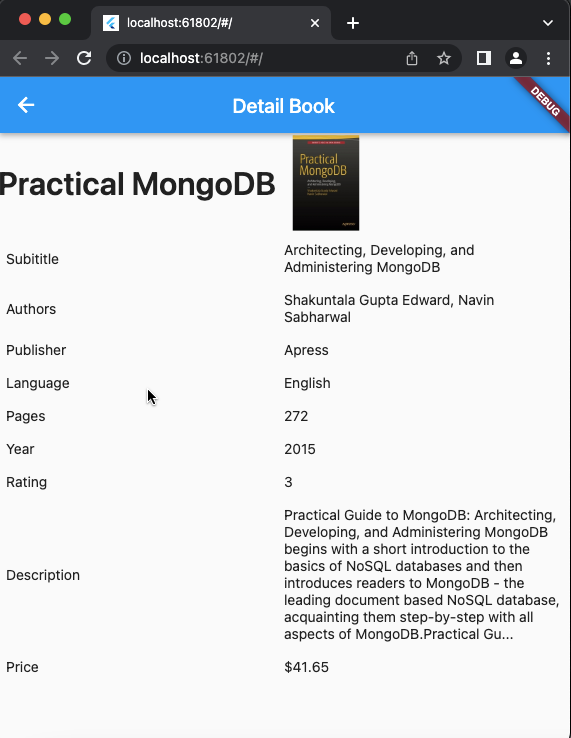 localhost:61802/#/
localhost:61802/#/
Detail Book
DEBUG
Practical MongoDB
Practical
MongoDB
Subititle
Architecting, Developing, and
Administering MongoDB
Authors
Shakuntala Gupta Edward, Navin
Sabharwal
Publisher
Apress
Language
English
Pages
272
Year
2015
Rating
3
Description
Practical Guide to MongoDB: Architecting,
Developing, and Administering MongoDB
begins with a short introduction to the
basics of NoSQL databases and then
introduces readers to MongoDB - the
leading document based NoSQL database,
acquainting them step-by-step with all
aspects of MongoDB.Practical Gu...
Price
$41.65